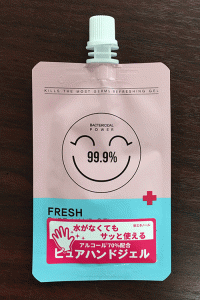 KILLS THE MOST GERMS REFRESHING GEL
BACTERIOCIDAL
POWER
99.9%
FRESH
水がなくても
サッと使える
アルコール70%配合
ピュアハンドジェル